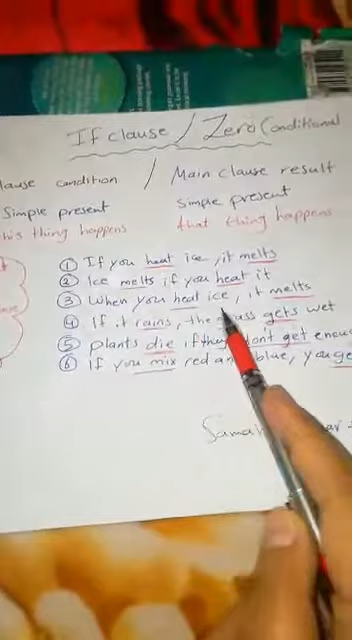 If clause / Zero Conditional
lause condition / Main clause result
Simple present simple present
his thing happens that thing happens
① If you heat ice, it melts
② Ice melts if you heat it
③ When you heat ice, it melts
④ If it rains, the grass gets wet
⑤ plants die if they don't get enou
⑥ If you mix red and blue, you ge
Samah